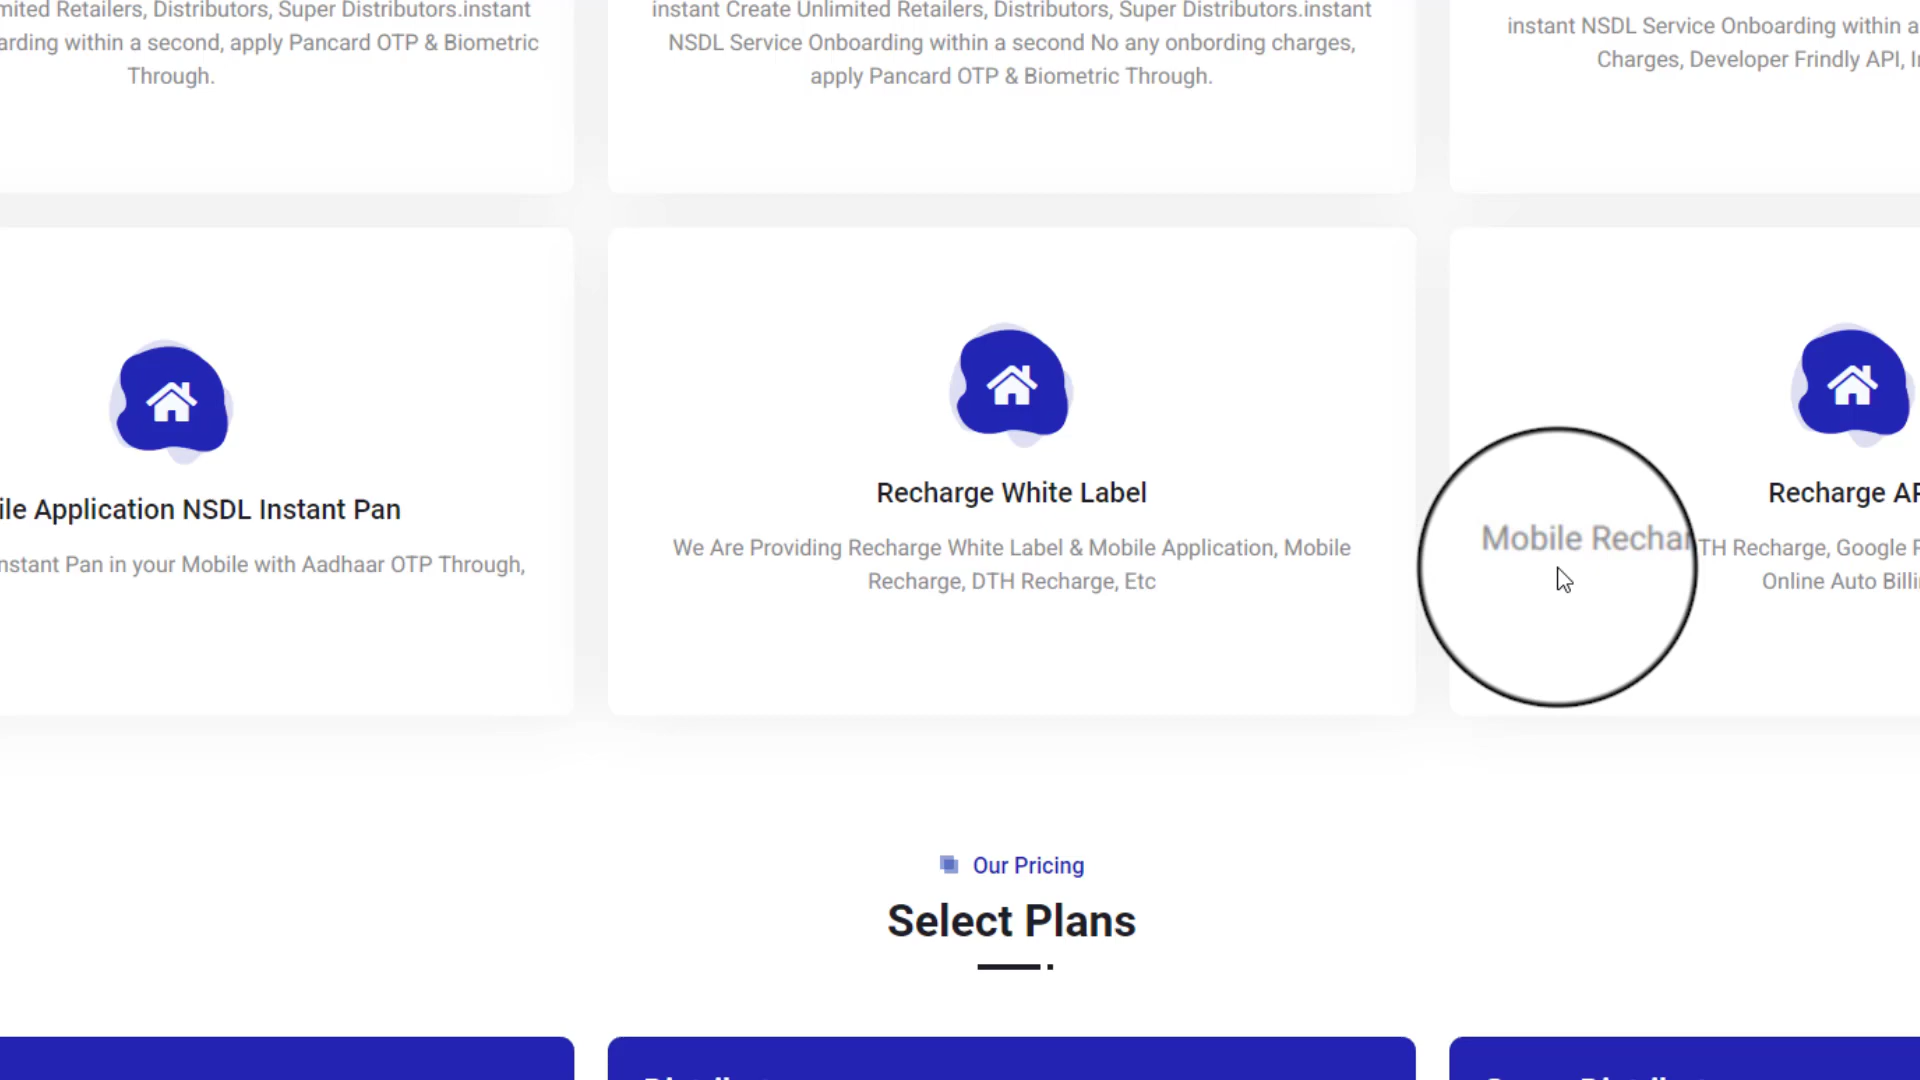 mited Retailers, Distributors, Super Distributors.instant
arding within a second, apply Pancard OTP & Biometric
Through.
instant Create Unlimited Retailers, Distributors, Super Distributors.instant
NSDL Service Onboarding within a second No any onbording charges,
apply Pancard OTP & Biometric Through.
instant NSDL Service Onboarding within a
Charges, Developer Frindly API, I
ile Application NSDL Instant Pan
nstant Pan in your Mobile with Aadhaar OTP Through,
Recharge White Label
We Are Providing Recharge White Label & Mobile Application, Mobile
Recharge, DTH Recharge, Etc
Recharge AP
Mobile Rechar TH Recharge, Google P
Online Auto Billi
Our Pricing
Select Plans